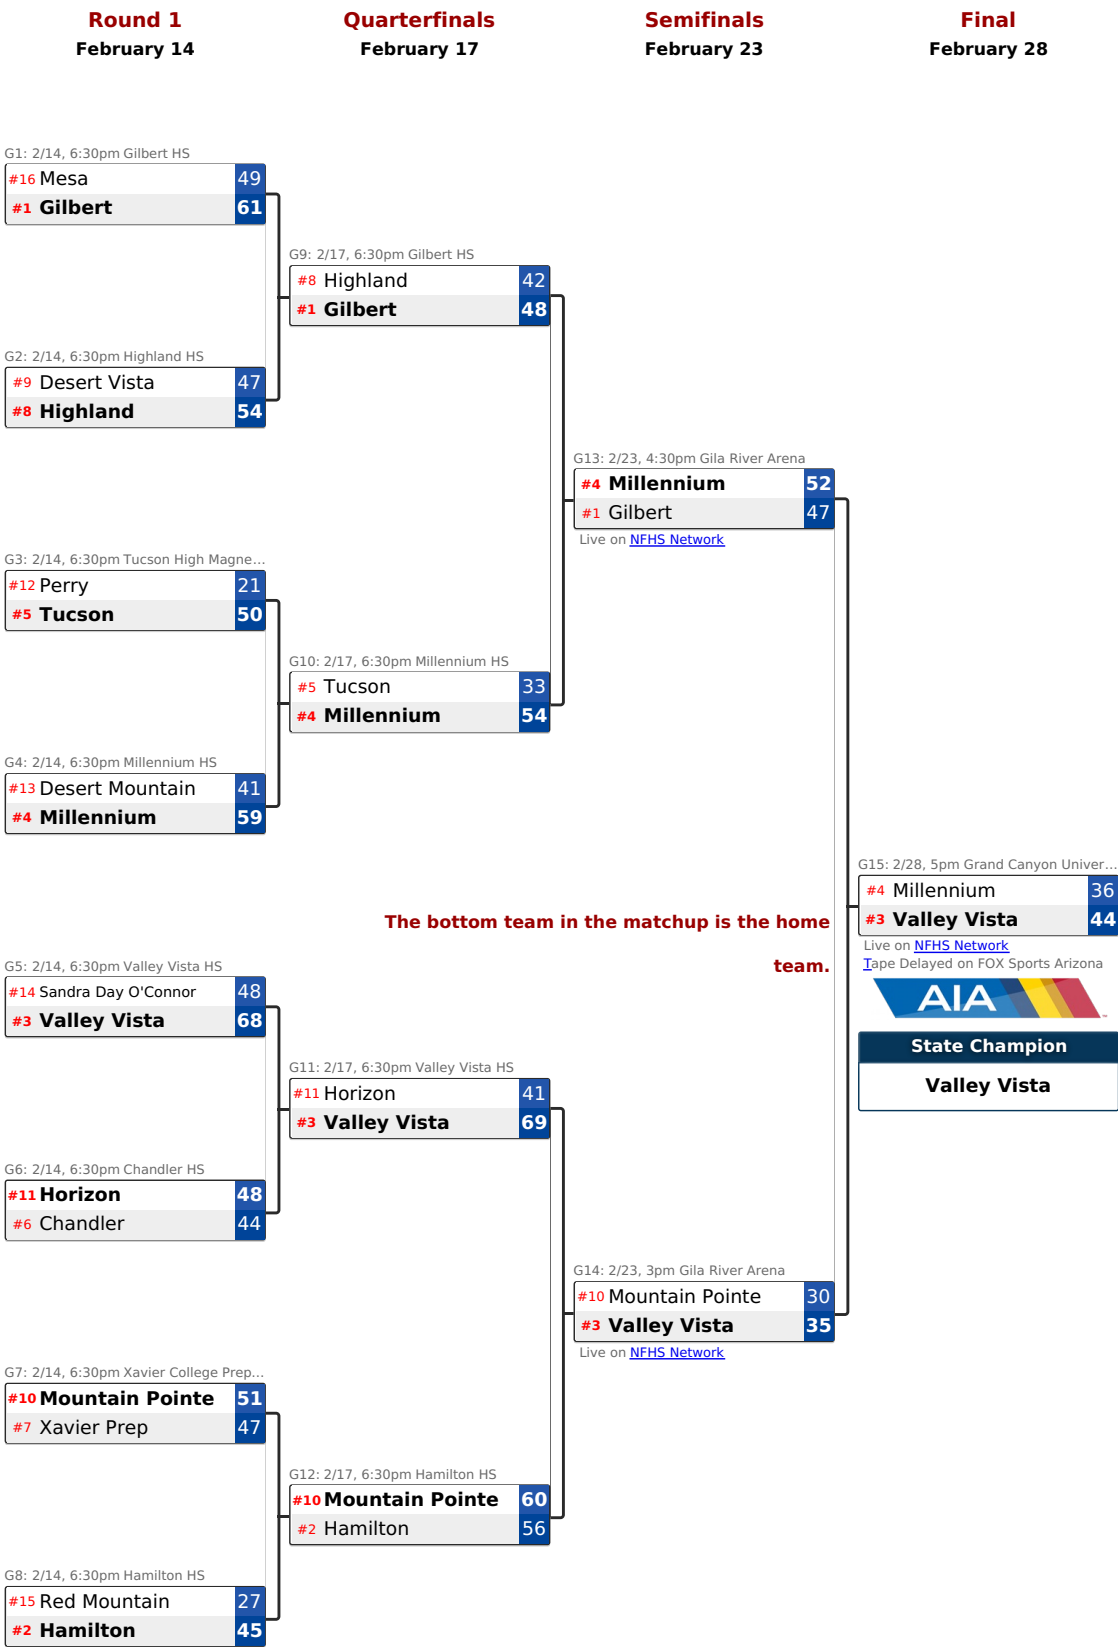 Round 1
February 14
Quarterfinals
February 17
Semifinals
February 23
Final
February 28
G1: 2/14, 6:30pm Gilbert HS
#16 Mesa 49
#1 Gilbert 61
G2: 2/14, 6:30pm Highland HS
#9 Desert Vista 47
#8 Highland 54
G3: 2/14, 6:30pm Tucson High Magne...
#12 Perry 21
#5 Tucson 50
G4: 2/14, 6:30pm Millennium HS
#13 Desert Mountain 41
#4 Millennium 59
G5: 2/14, 6:30pm Valley Vista HS
#14 Sandra Day O'Connor 48
#3 Valley Vista 68
G6: 2/14, 6:30pm Chandler HS
#11 Horizon 48
#6 Chandler 44
G7: 2/14, 6:30pm Xavier College Prep...
#10 Mountain Pointe 51
#7 Xavier Prep 47
G8: 2/14, 6:30pm Hamilton HS
#15 Red Mountain 27
#2 Hamilton 45
G9: 2/17, 6:30pm Gilbert HS
#8 Highland 42
#1 Gilbert 48
G10: 2/17, 6:30pm Millennium HS
#5 Tucson 33
#4 Millennium 54
G11: 2/17, 6:30pm Valley Vista HS
#11 Horizon 41
#3 Valley Vista 69
G12: 2/17, 6:30pm Hamilton HS
#10 Mountain Pointe 60
#2 Hamilton 56
G13: 2/23, 4:30pm Gila River Arena
#4 Millennium 52
#1 Gilbert 47
Live on NFHS Network
The bottom team in the matchup is the home
team.
G14: 2/23, 3pm Gila River Arena
#10 Mountain Pointe 30
#3 Valley Vista 35
Live on NFHS Network
G15: 2/28, 5pm Grand Canyon Univer...
#4 Millennium 36
#3 Valley Vista 44
Live on NFHS Network
Tape Delayed on FOX Sports Arizona
AIA
State Champion
Valley Vista